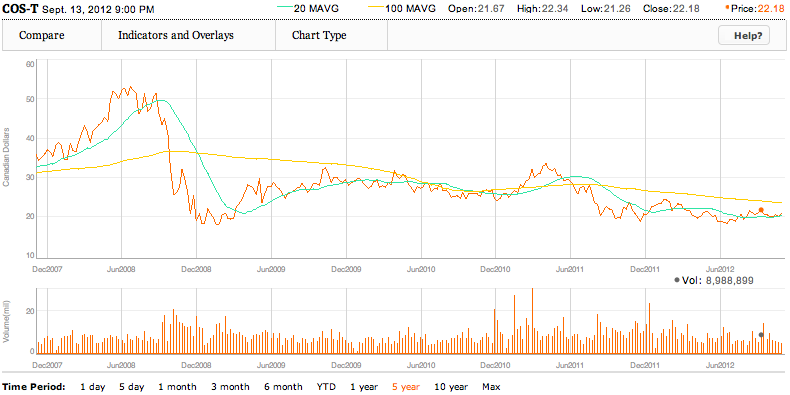 COS-T Sept. 13, 2012 9:00 PM 20 MAVG 100 MAVG Open:21.67 High:22.34 Low:21.26 Close:22.18 Price:22.18
Compare Indicators and Overlays Chart Type Help?
60
50
40
30
20
10
Canadian Dollars
Dec2007 Jun2008 Dec2008 Jun2009 Dec2009 Jun2010 Dec2010 Jun2011 Dec2011 Jun2012
Vol: 8,988,899
20
10
0
Volume(mil)
Dec2007 Jun2008 Dec2008 Jun2009 Dec2009 Jun2010 Dec2010 Jun2011 Dec2011 Jun2012
Time Period: 1 day 5 day 1 month 3 month 6 month YTD 1 year 5 year 10 year Max